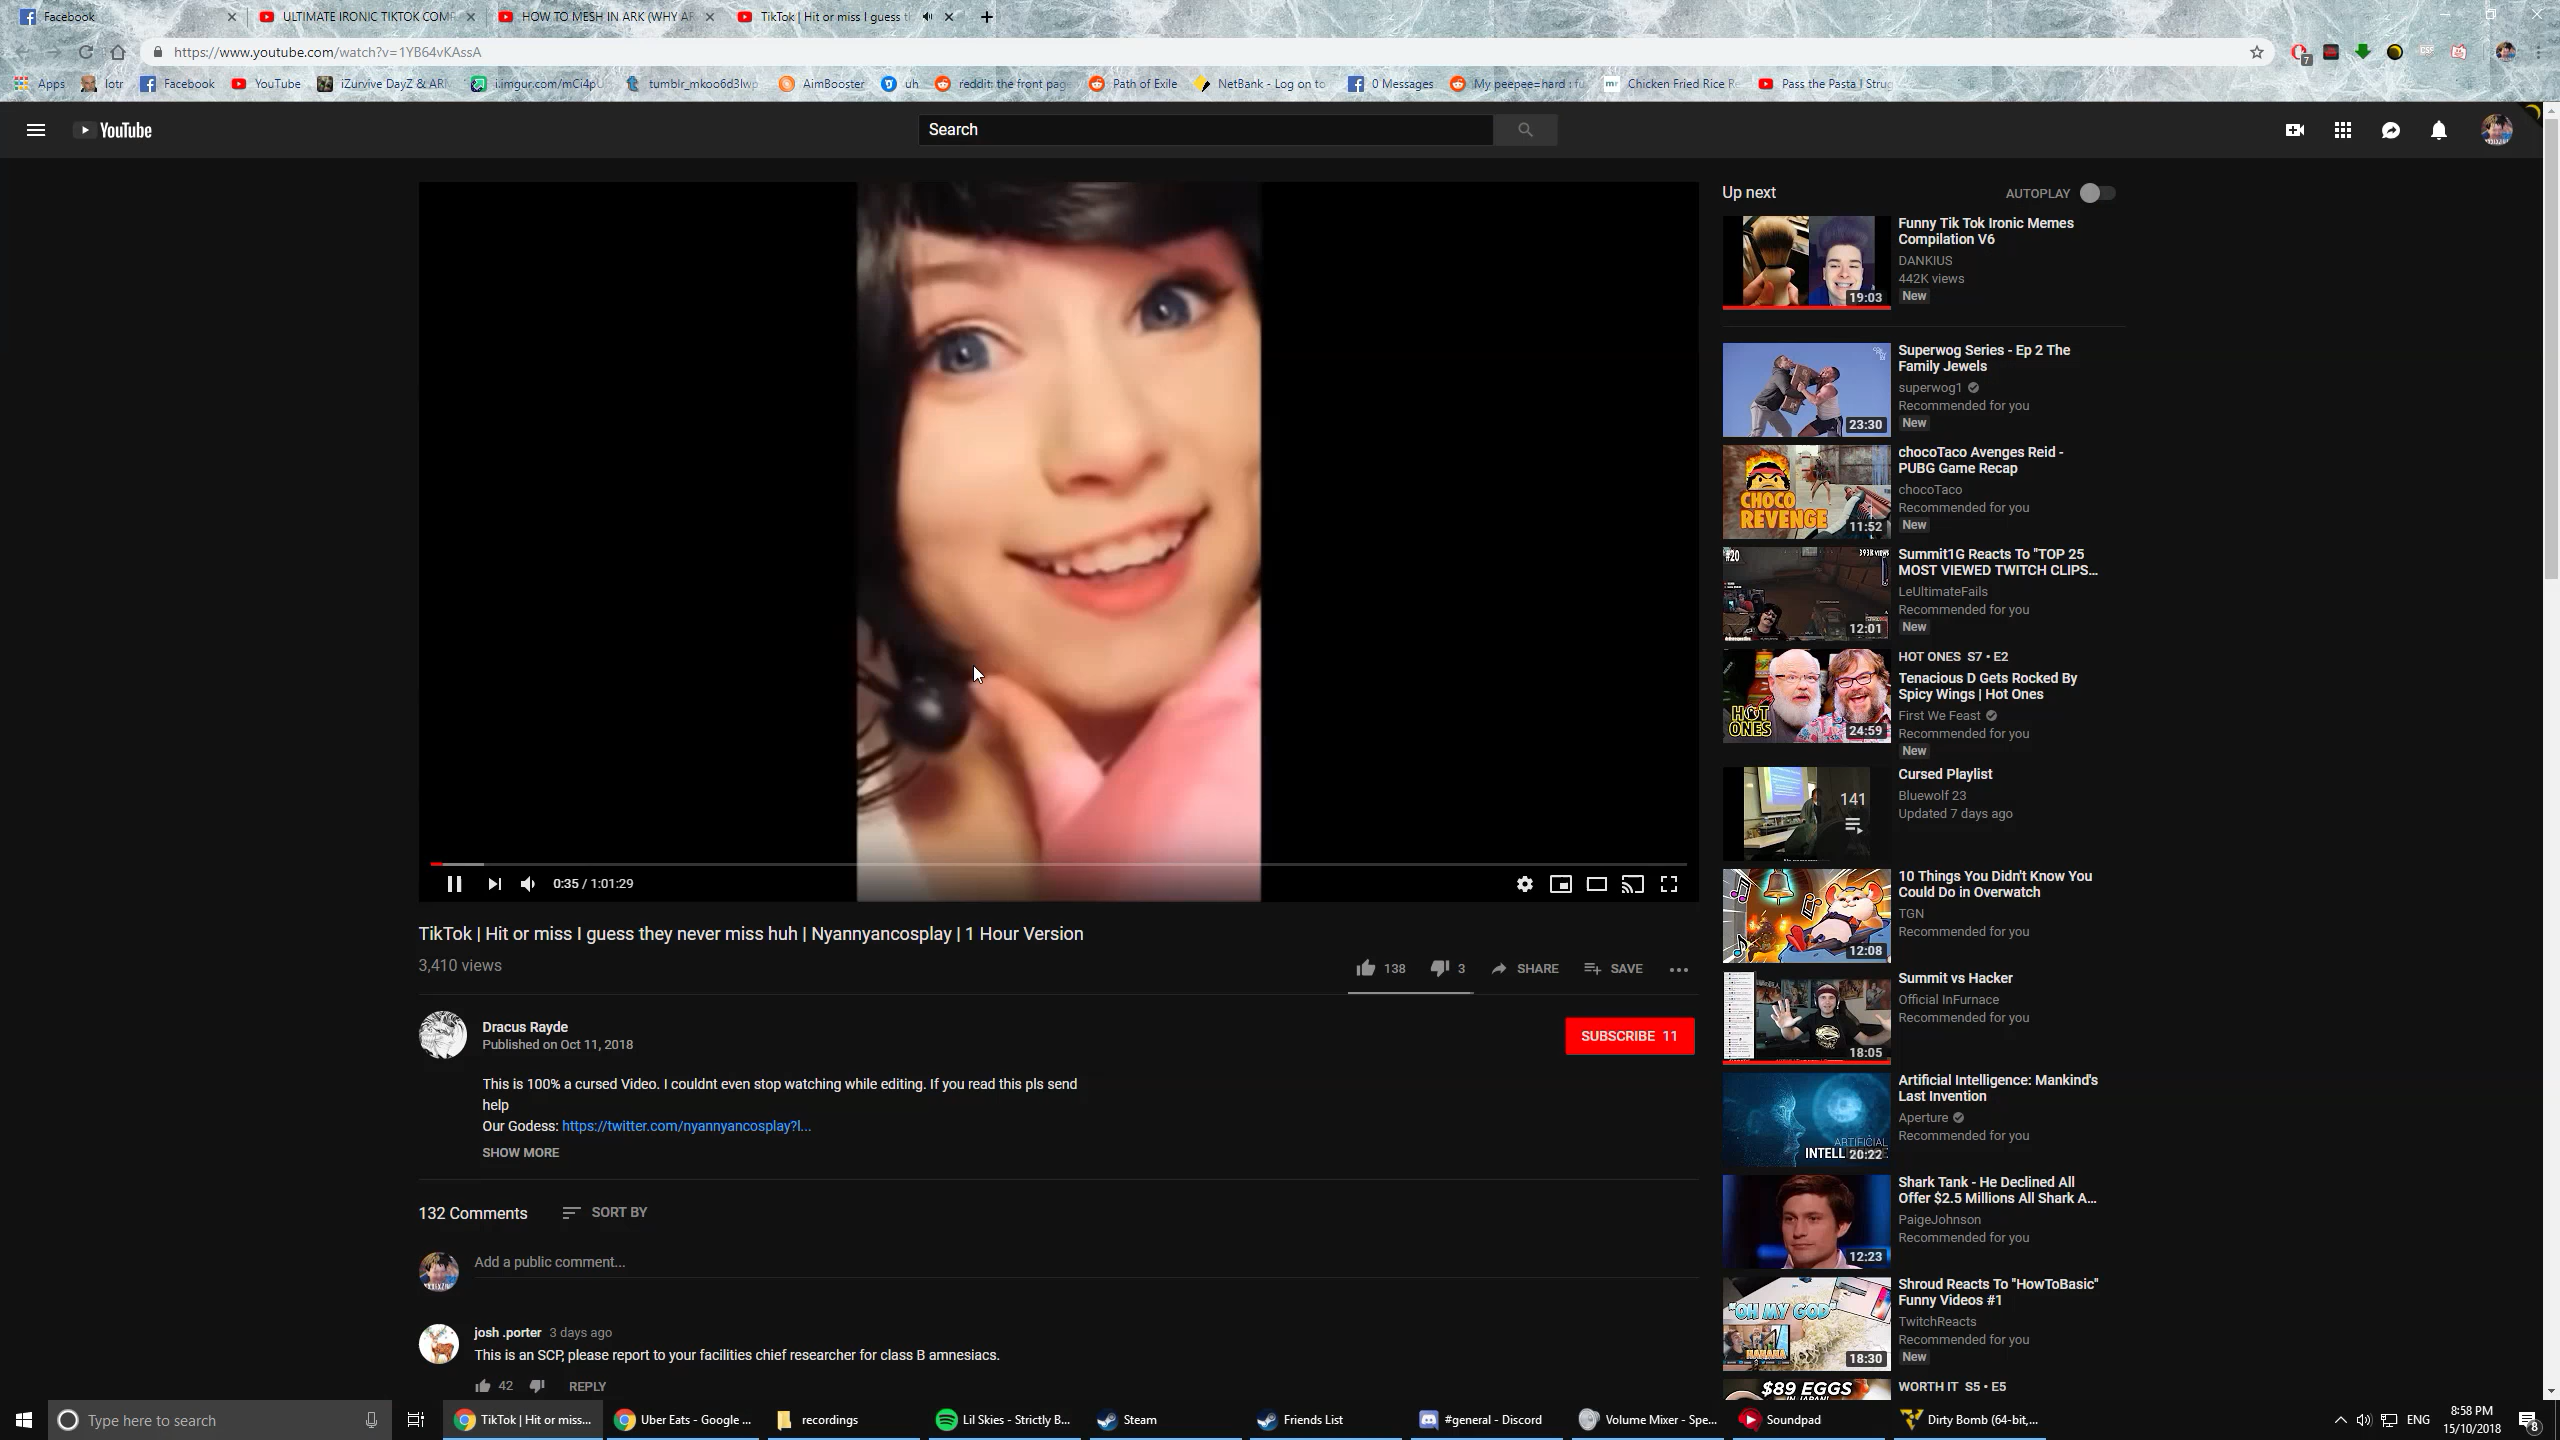 Facebook
ULTIMATE IRONIC TIKTOK COMP
HOW TO MESH IN ARK (WHY AR
TikTok | Hit or miss I guess t
https://www.youtube.com/watch?v=1YB64vKAssA
7
Apps
lotr
Facebook
YouTube
iZurvive DayZ & ARM
i.imgur.com/mCi4pU
tumblr_mkoo6d3lwp
AimBooster
uh
reddit: the front pag
Path of Exile
NetBank - Log on to
0 Messages
My peepee=hard : fu
Chicken Fried Rice R
Pass the Pasta | Strug
YouTube
Search
0:35 / 1:01:29
TikTok | Hit or miss I guess they never miss huh | Nyannyancosplay | 1 Hour Version
3,410 views
138
3
SHARE
SAVE
Dracus Rayde
Published on Oct 11, 2018
SUBSCRIBE 11
This is 100% a cursed Video. I couldnt even stop watching while editing. If you read this pls send
help
Our Godess: https://twitter.com/nyannyancosplay?l...
SHOW MORE
132 Comments
SORT BY
Add a public comment...
josh .porter 3 days ago
This is an SCP, please report to your facilities chief researcher for class B amnesiacs.
42
REPLY
Up next
AUTOPLAY
19:03
Funny Tik Tok Ironic Memes
Compilation V6
DANKIUS
442K views
New
23:30
Superwog Series - Ep 2 The
Family Jewels
superwog1
Recommended for you
New
CHOCO
REVENGE
11:52
chocoTaco Avenges Reid -
PUBG Game Recap
chocoTaco
Recommended for you
New
#20
393K VIEWS
12:01
Summit1G Reacts To "TOP 25
MOST VIEWED TWITCH CLIPS...
LeUltimateFails
Recommended for you
New
HOT
ONES
24:59
HOT ONES S7 • E2
Tenacious D Gets Rocked By
Spicy Wings | Hot Ones
First We Feast
Recommended for you
New
141
Cursed Playlist
Bluewolf 23
Updated 7 days ago
12:08
10 Things You Didn't Know You
Could Do in Overwatch
TGN
Recommended for you
18:05
Summit vs Hacker
Official InFurnace
Recommended for you
ARTIFICIAL
INTELL
20:22
Artificial Intelligence: Mankind's
Last Invention
Aperture
Recommended for you
12:23
Shark Tank - He Declined All
Offer $2.5 Millions All Shark A...
PaigeJohnson
Recommended for you
"OH MY GOD"
HAHAHA
18:30
Shroud Reacts To "HowToBasic"
Funny Videos #1
TwitchReacts
Recommended for you
New
$89 EGGS
WORTH IT S5 • E5
Type here to search
TikTok | Hit or miss...
Uber Eats - Google ...
recordings
Lil Skies - Strictly B...
Steam
Friends List
#general - Discord
Volume Mixer - Spe...
Soundpad
Dirty Bomb (64-bit,...
ENG
8:58 PM
15/10/2018
8